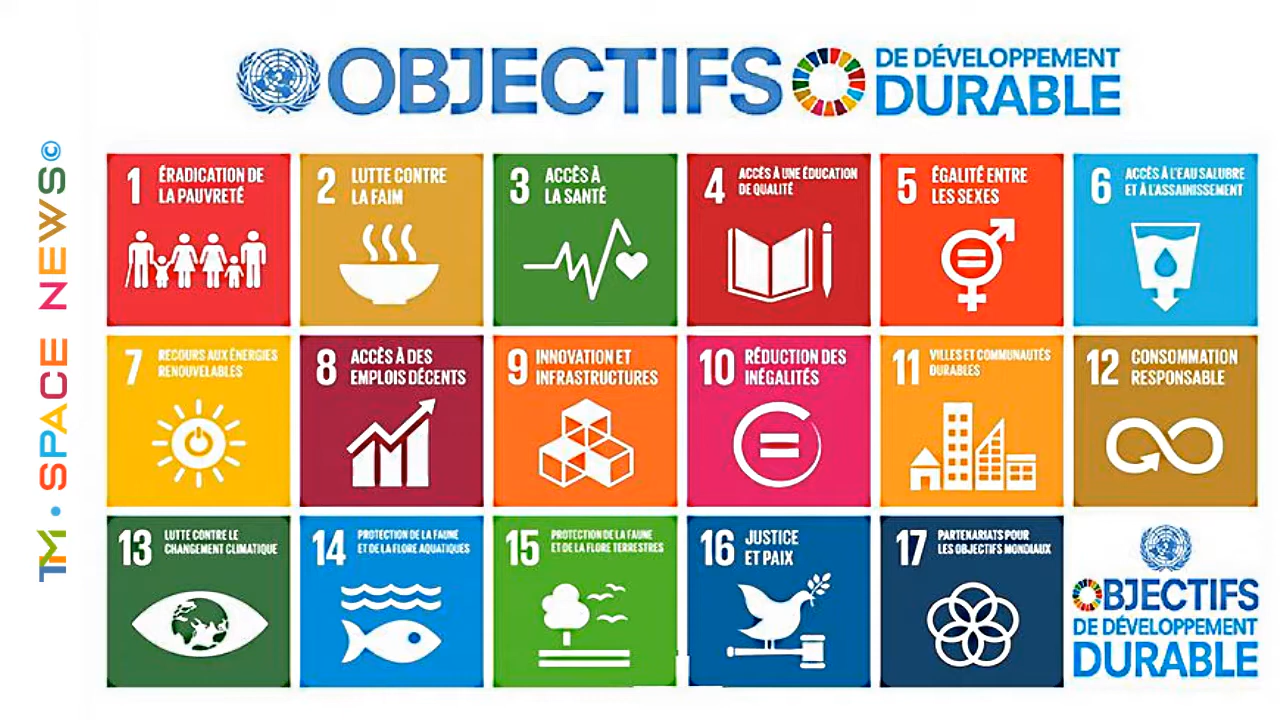 OBJECTIFS
DE DÉVELOPPEMENT
DURABLE
TM • SPACE NEWS©
1 ÉRADICATION DE
LA PAUVRETÉ
2 LUTTE CONTRE
LA FAIM
3 ACCÈS À
LA SANTÉ
4 ACCÈS À UNE ÉDUCATION
DE QUALITÉ
5 ÉGALITÉ ENTRE
LES SEXES
6 ACCÈS À L'EAU SALUBRE
ET À L'ASSAINISSEMENT
7 RECOURS AUX ÉNERGIES
RENOUVELABLES
8 ACCÈS À DES
EMPLOIS DÉCENTS
9 INNOVATION ET
INFRASTRUCTURES
10 RÉDUCTION DES
INÉGALITÉS
11 VILLES ET COMMUNAUTÉS
DURABLES
12 CONSOMMATION
RESPONSABLE
13 LUTTE CONTRE LE
CHANGEMENT CLIMATIQUE
14 PROTECTION DE LA FAUNE
ET DE LA FLORE AQUATIQUES
15 PROTECTION DE LA FAUNE
ET DE LA FLORE TERRESTRES
16 JUSTICE
ET PAIX
17 PARTENARIATS POUR
LES OBJECTIFS MONDIAUX
OBJECTIFS
DE DÉVELOPPEMENT
DURABLE